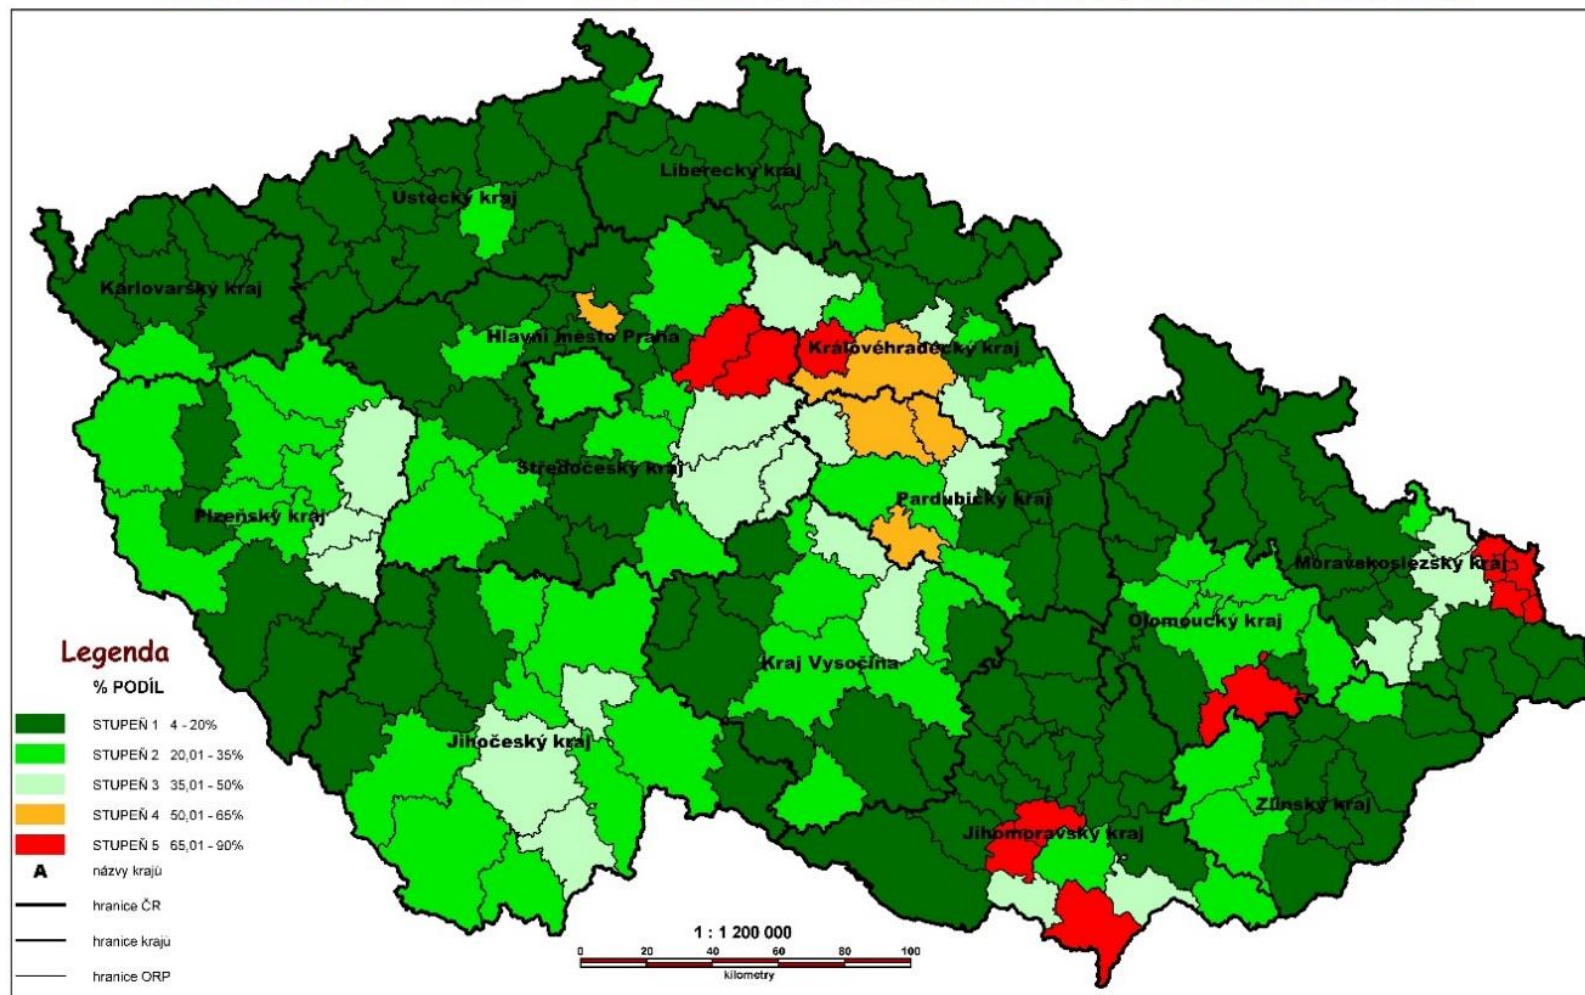 Liberecký kraj
Ústecký kraj
Karlovarský kraj
Hlavní město Praha
Královéhradecký kraj
Středočeský kraj
Pardubický kraj
Plzeňský kraj
Moravskoslezský kraj
Olomoucký kraj
Kraj Vysočina
Jihočeský kraj
Zlínský kraj
Jihomoravský kraj
Legenda
% PODÍL
STUPEŇ 1 4 - 20%
STUPEŇ 2 20,01 - 35%
STUPEŇ 3 35,01 - 50%
STUPEŇ 4 50,01 - 65%
STUPEŇ 5 65,01 - 90%
A názvy krajů
hranice ČR
hranice krajů
hranice ORP
1 : 1 200 000
0 20 40 60 80 100
kilometry